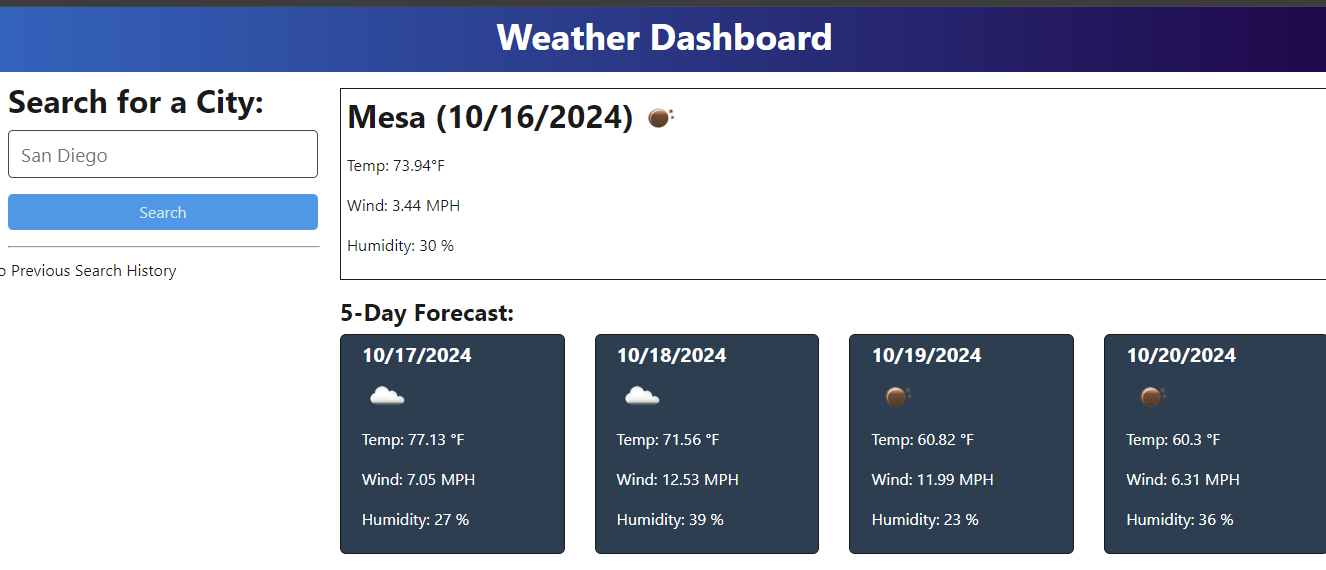 Weather Dashboard
Search for a City:
San Diego
Search
o Previous Search History
Mesa (10/16/2024)
Temp: 73.94°F
Wind: 3.44 MPH
Humidity: 30 %
5-Day Forecast:
10/17/2024
Temp: 77.13 °F
Wind: 7.05 MPH
Humidity: 27 %
10/18/2024
Temp: 71.56 °F
Wind: 12.53 MPH
Humidity: 39 %
10/19/2024
Temp: 60.82 °F
Wind: 11.99 MPH
Humidity: 23 %
10/20/2024
Temp: 60.3 °F
Wind: 6.31 MPH
Humidity: 36 %